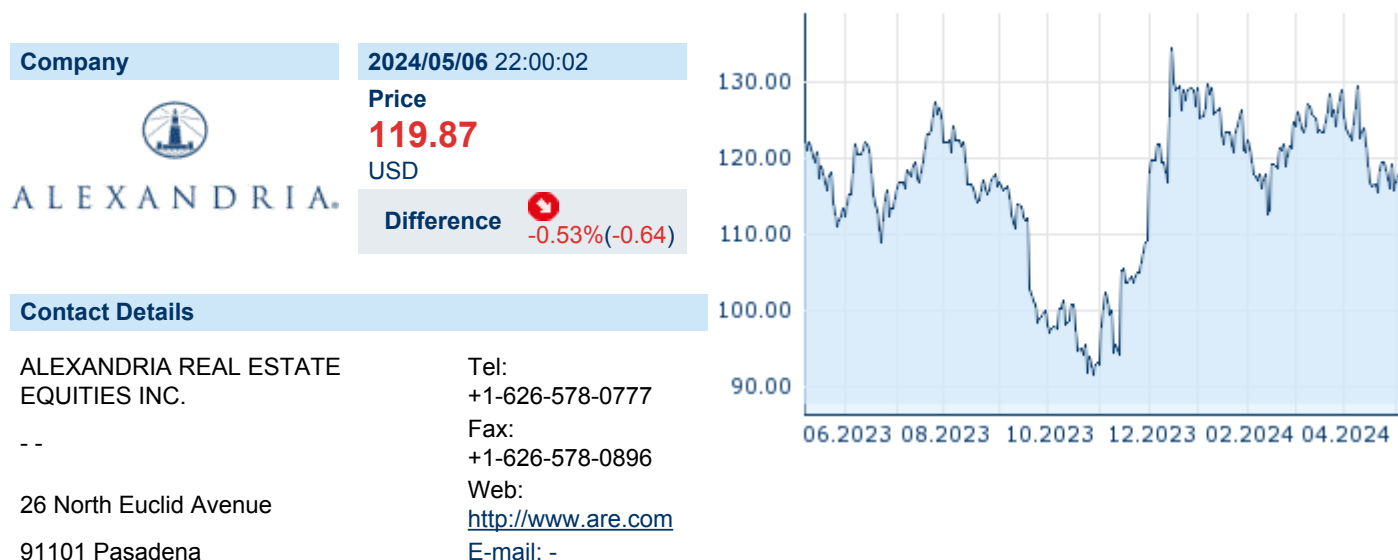 Company
ALEXANDRIA.
2024/05/06 22:00:02
Price
119.87
USD
Difference
-0.53%(-0.64)
130.00
120.00
110.00
100.00
90.00
06.2023 08.2023 10.2023 12.2023 02.2024 04.2024
Contact Details
ALEXANDRIA REAL ESTATE
EQUITIES INC.
- -
26 North Euclid Avenue
91101 Pasadena
Tel:
+1-626-578-0777
Fax:
+1-626-578-0896
Web:
http://www.are.com
E-mail: -